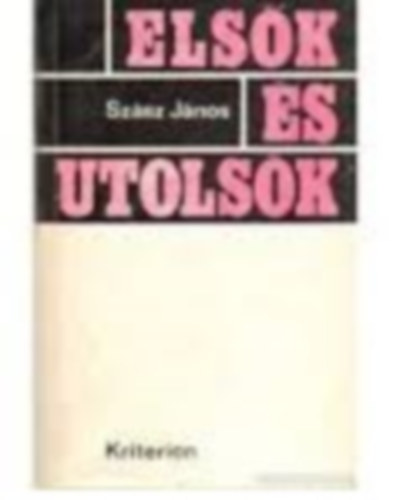 ELSŐK
Szász János
ÉS
UTOLSÓK
Kriterion